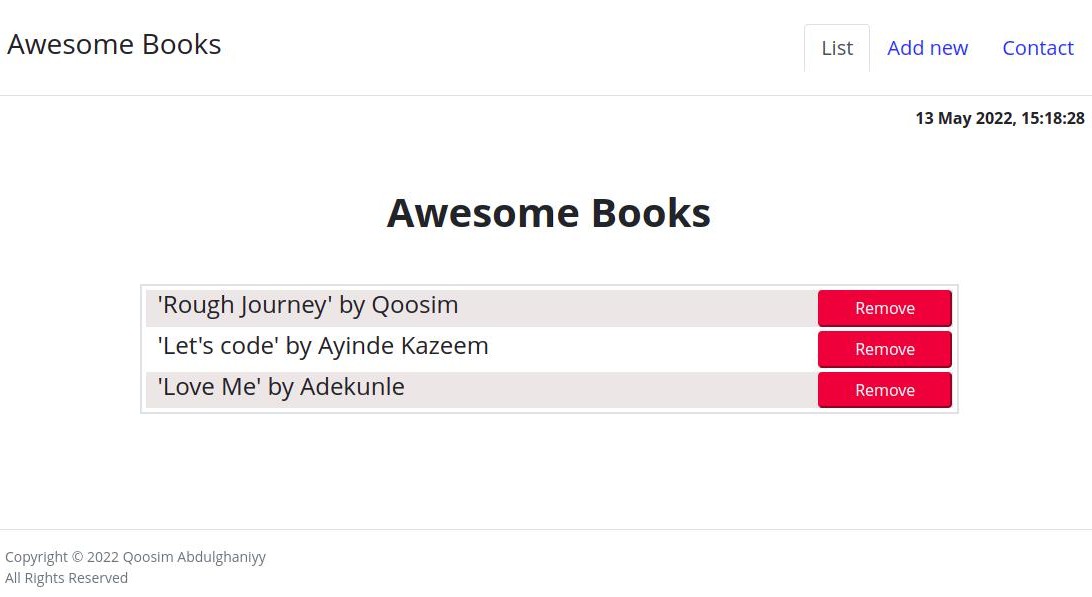 Awesome Books
List Add new Contact
13 May 2022, 15:18:28
Awesome Books
'Rough Journey' by Qoosim Remove
'Let's code' by Ayinde Kazeem Remove
'Love Me' by Adekunle Remove
Copyright © 2022 Qoosim Abdulghaniyy
All Rights Reserved